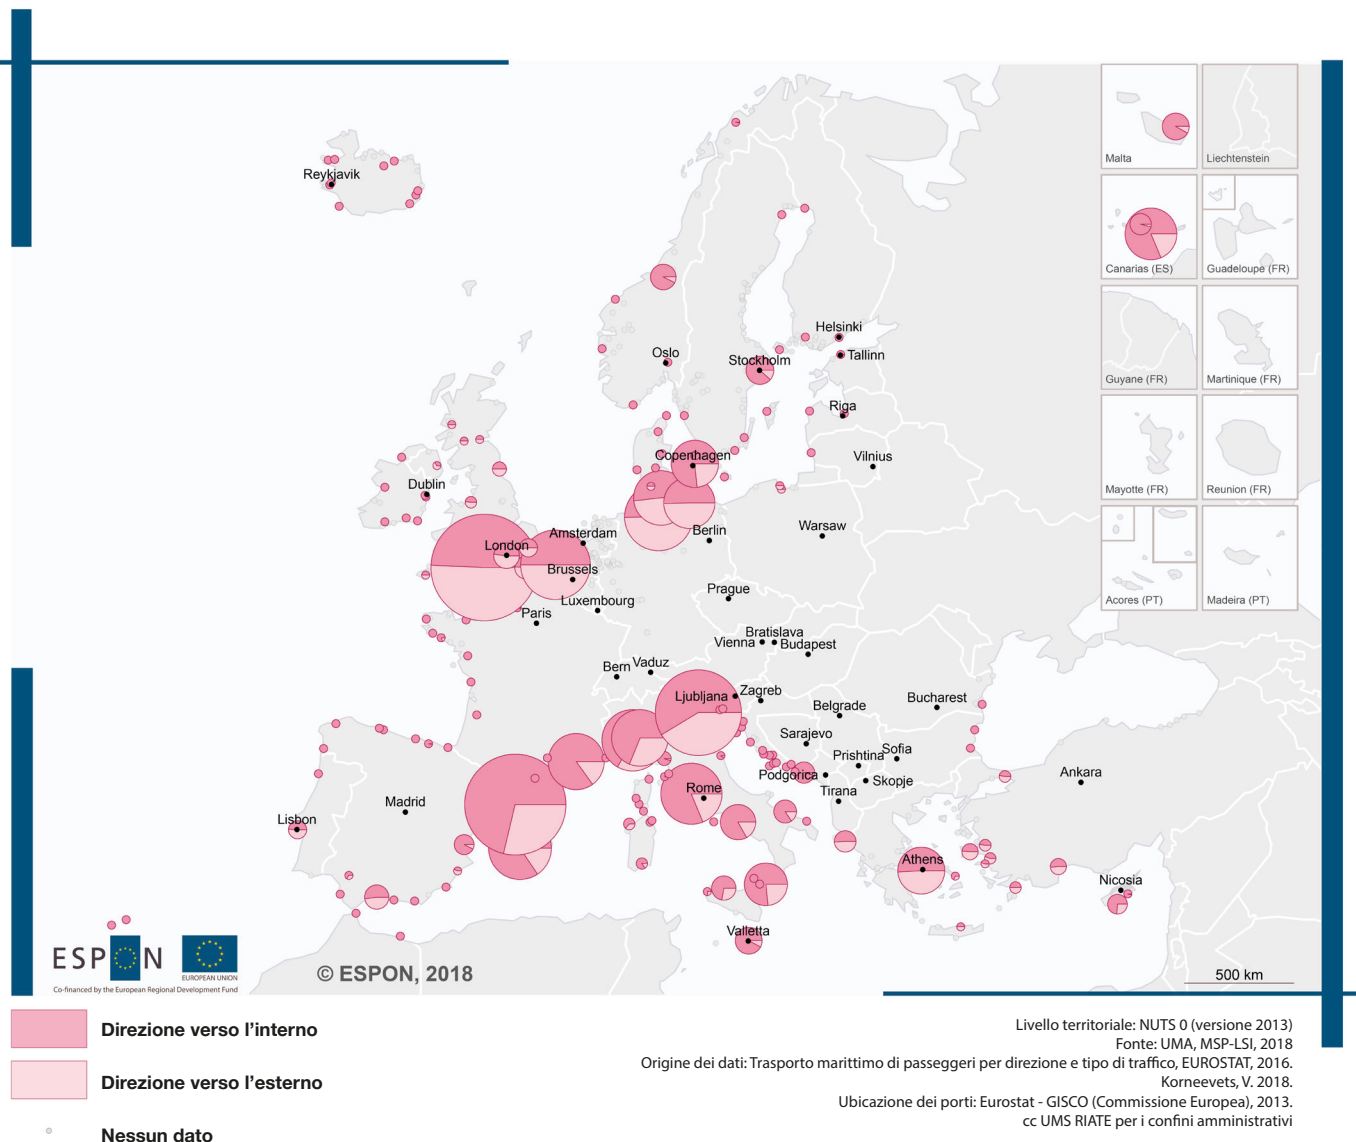 Malta
Liechtenstein
Canarias (ES)
Guadeloupe (FR)
Guyane (FR)
Martinique (FR)
Mayotte (FR)
Reunion (FR)
Acores (PT)
Madeira (PT)
Reykjavik
Helsinki
Oslo
Tallinn
Stockholm
Riga
Copenhagen
Vilnius
Dublin
Amsterdam
Berlin
Warsaw
London
Brussels
Luxembourg
Prague
Paris
Bratislava
Vienna
Budapest
Bern
Vaduz
Ljubljana
Zagreb
Belgrade
Bucharest
Sarajevo
Prishtina
Sofia
Podgorica
Skopje
Ankara
Rome
Tirana
Madrid
Lisbon
Athens
Nicosia
Valletta
ESPON
EUROPEAN UNION
Co-financed by the European Regional Development Fund
© ESPON, 2018
500 km
Direzione verso l'interno
Direzione verso l'esterno
Nessun dato
Livello territoriale: NUTS 0 (versione 2013)
Fonte: UMA, MSP-LSI, 2018
Origine dei dati: Trasporto marittimo di passeggeri per direzione e tipo di traffico, EUROSTAT, 2016.
Korneevets, V. 2018.
Ubicazione dei porti: Eurostat - GISCO (Commissione Europea), 2013.
cc UMS RIATE per i confini amministrativi